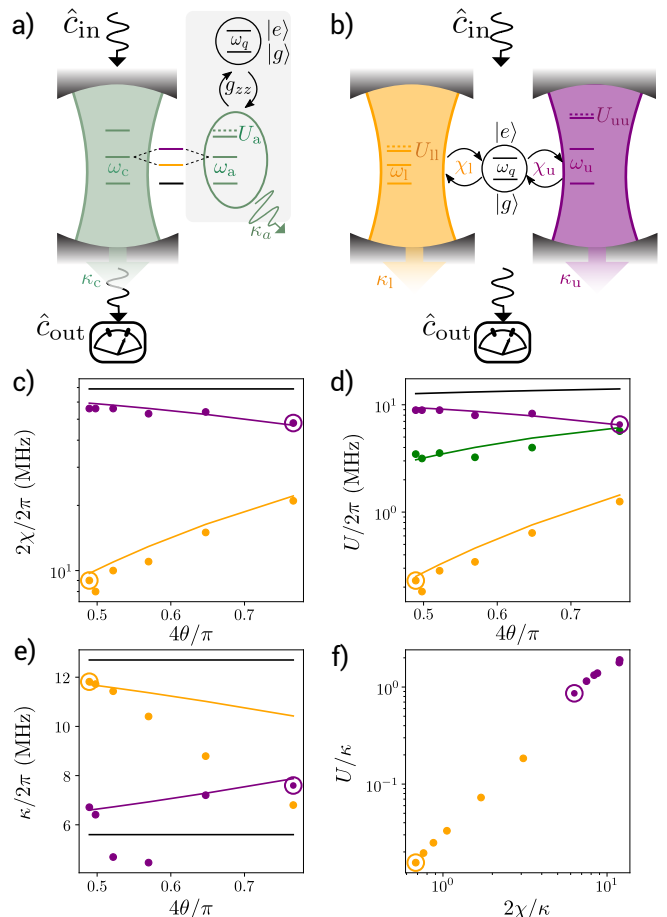 a)
ĉin
|e⟩
|g⟩
ωq
gzz
Ua
ωc
ωa
κa
κc
ĉout
b)
ĉin
Uuu
|e⟩
Ull
χl
χu
ωl
ωq
ωu
|g⟩
κl
κu
ĉout
c)
2χ/2π (MHz)
10¹
0.5
0.6
0.7
4θ/π
d)
U/2π (MHz)
10¹
10⁰
0.5
0.6
0.7
4θ/π
e)
κ/2π (MHz)
12
10
8
6
0.5
0.6
0.7
4θ/π
f)
U/κ
10⁰
10⁻¹
10⁰
10¹
2χ/κ